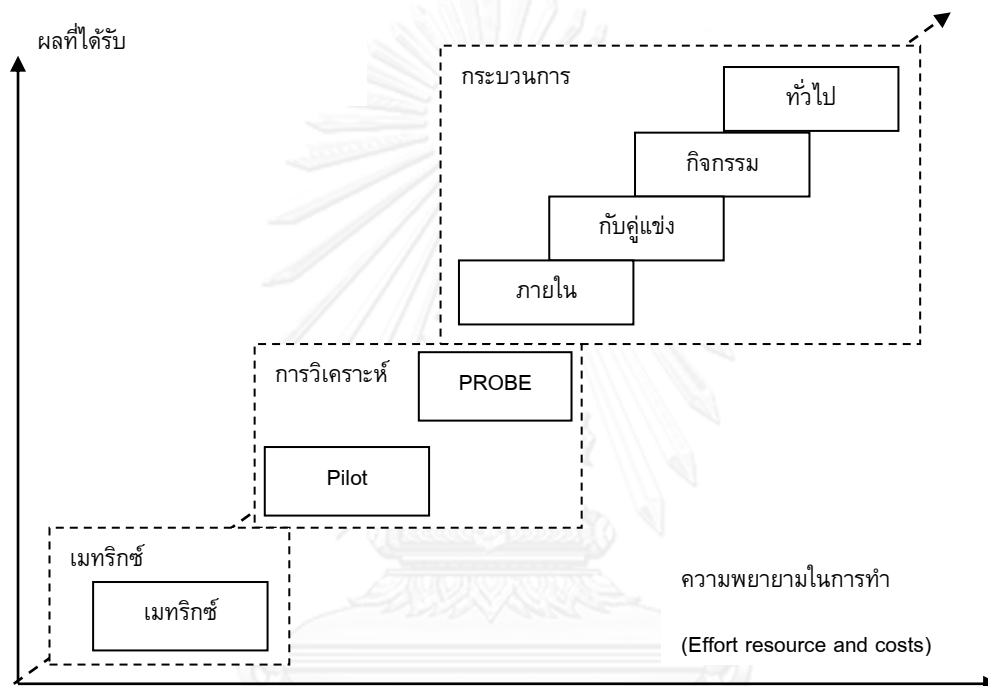 ผลที่ได้รับ
กระบวนการ
ทั่วไป
กิจกรรม
กับคู่แข่ง
ภายใน
การวิเคราะห์
PROBE
Pilot
เมทริกซ์
เมทริกซ์
ความพยายามในการทำ
(Effort resource and costs)